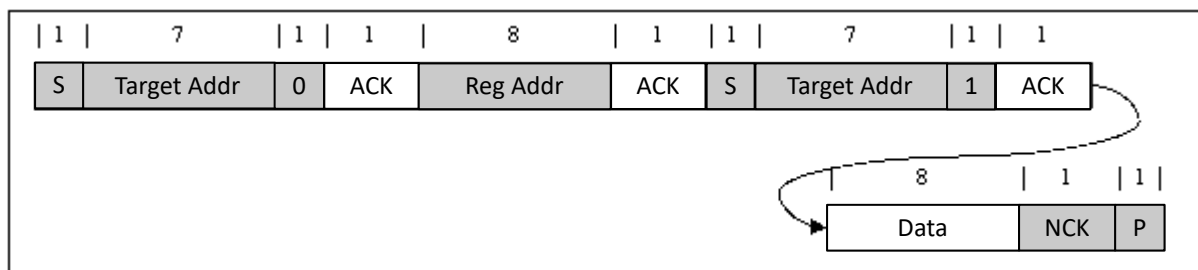 | 1 | 7 | 1 | 1 | 8 | 1 | 1 | 7 | 1 | 1
S Target Addr 0 ACK Reg Addr ACK S Target Addr 1 ACK
| 8 | 1 | 1 |
Data NCK P